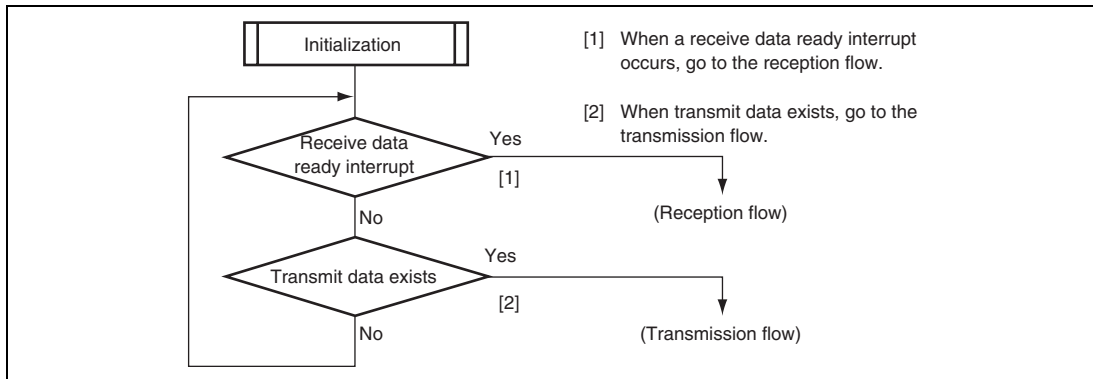 Initialization
[1] When a receive data ready interrupt
occurs, go to the reception flow.
[2] When transmit data exists, go to the
transmission flow.
Receive data
ready interrupt
Yes
[1]
(Reception flow)
No
Transmit data exists
Yes
[2]
(Transmission flow)
No